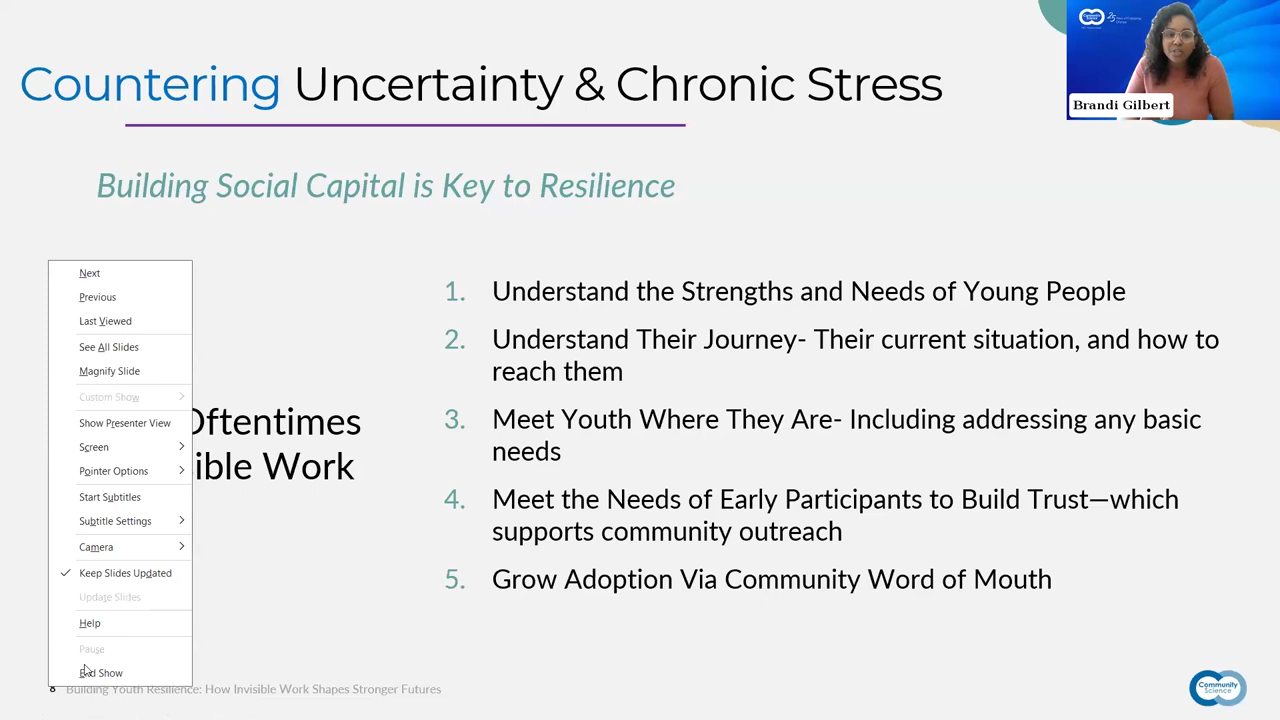 Countering Uncertainty & Chronic Stress
Community
Science
25
Brandi Gilbert
Building Social Capital is Key to Resilience
Next
Previous
Last Viewed
See All Slides
Magnify Slide
Custom Show
Show Presenter View
Screen
Pointer Options
Start Subtitles
Subtitle Settings
Camera
Keep Slides Updated
Update Slides
Help
Pause
End Show
Oftentimes
ible Work
1. Understand the Strengths and Needs of Young People
2. Understand Their Journey- Their current situation, and how to
reach them
3. Meet Youth Where They Are- Including addressing any basic
needs
4. Meet the Needs of Early Participants to Build Trust—which
supports community outreach
5. Grow Adoption Via Community Word of Mouth
8 Building Youth Resilience: How Invisible Work Shapes Stronger Futures
Community
Science